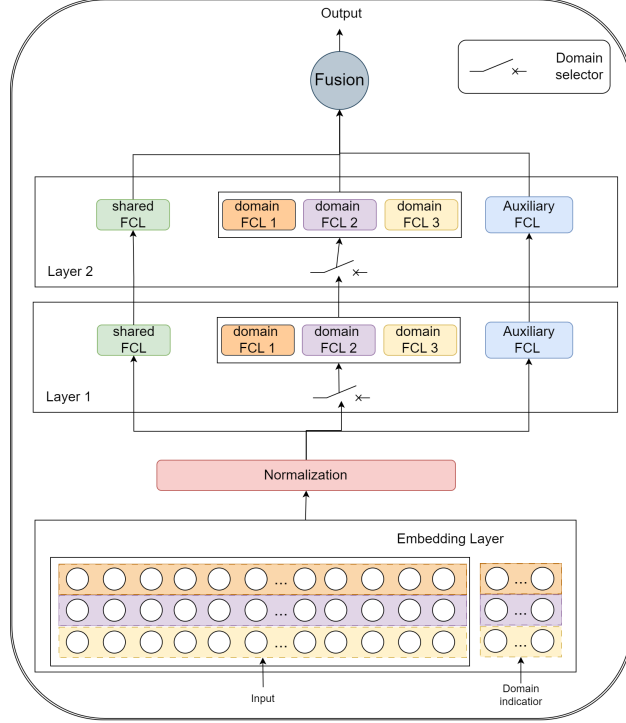 Output
Fusion
Domain
selector
shared
FCL
domain
FCL 1
domain
FCL 2
domain
FCL 3
Auxiliary
FCL
Layer 2
shared
FCL
domain
FCL 1
domain
FCL 2
domain
FCL 3
Auxiliary
FCL
Layer 1
Normalization
Embedding Layer
...
...
...
...
...
...
Input
Domain
indicatior